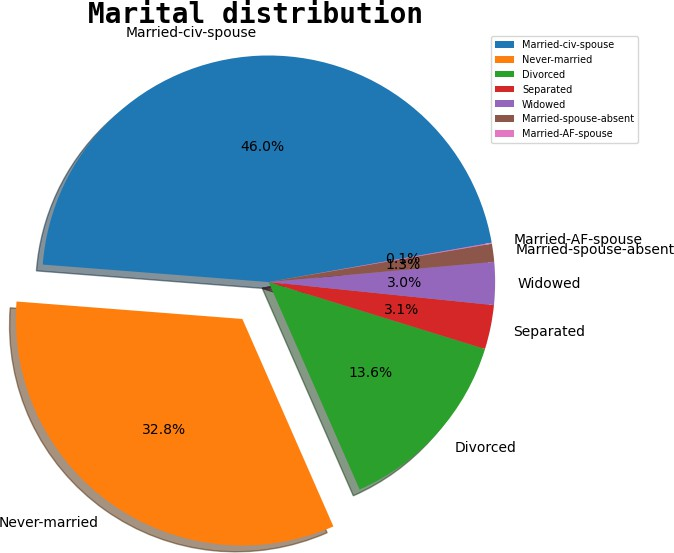 Marital distribution
Married-civ-spouse
Married-civ-spouse
Never-married
Divorced
Separated
Widowed
Married-spouse-absent
Married-AF-spouse
46.0%
Married-AF-spouse
0.1%
Married-spouse-absent
1.3%
3.0%
Widowed
3.1%
Separated
13.6%
32.8%
Divorced
Never-married